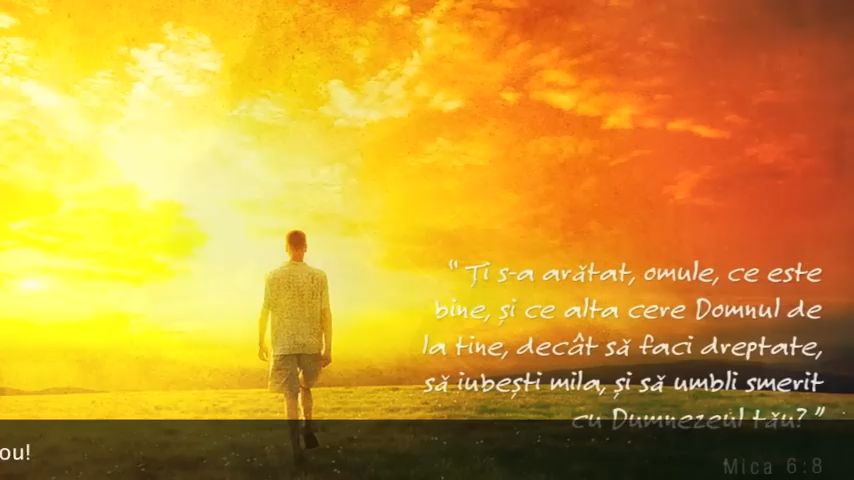 "Ți s-a arătat, omule, ce este
bine, și ce alta cere Domnul de
la tine, decât să faci dreptate,
să iubești mila, și să umbli smerit
cu Dumnezeul tău?"
ou!
Mica 6:8